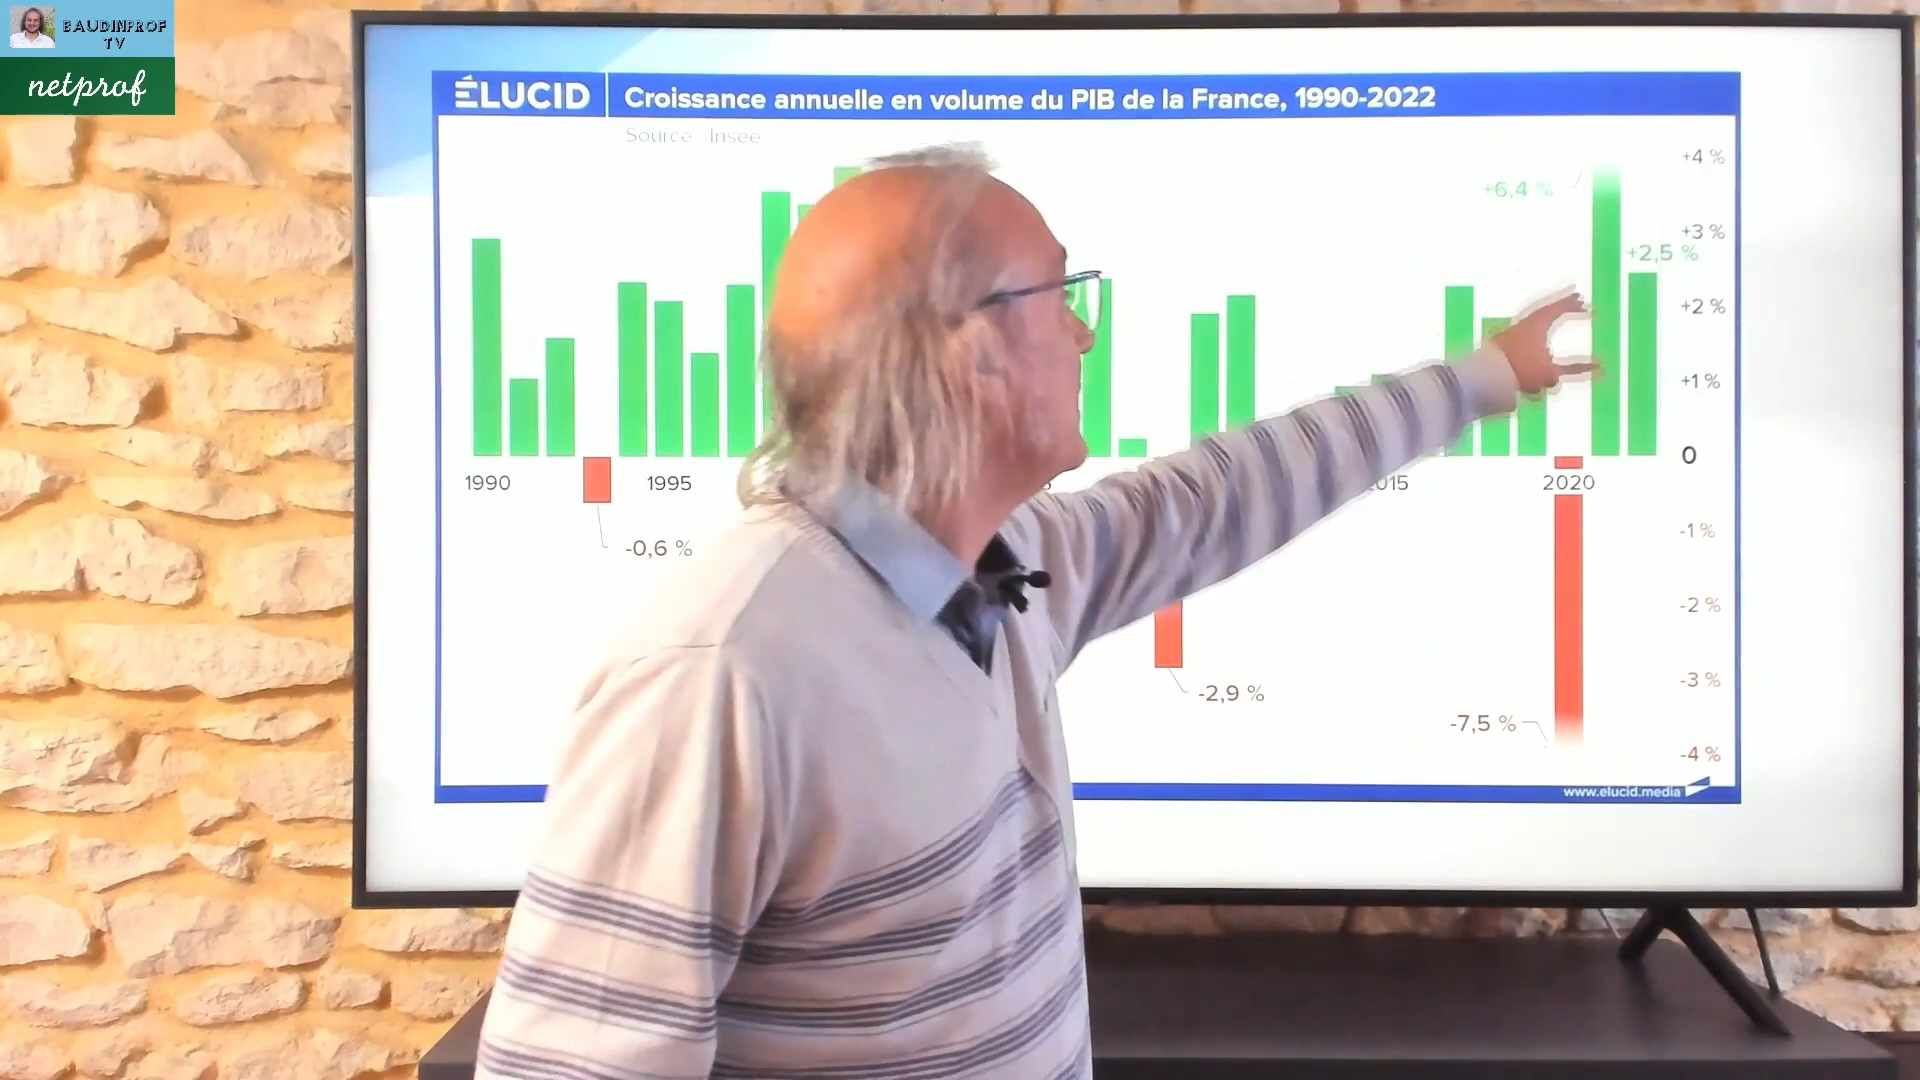 BAUDINPROF
TV
netprof
ÉLUCID
Croissance annuelle en volume du PIB de la France, 1990-2022
Source Insee
+4 %
+6,4 %
+3 %
+2,5 %
+2 %
+1 %
0
1990
1995
2020
-0,6 %
-1 %
-2 %
-2,9 %
-3 %
-7,5 %
-4 %
www.elucid.media